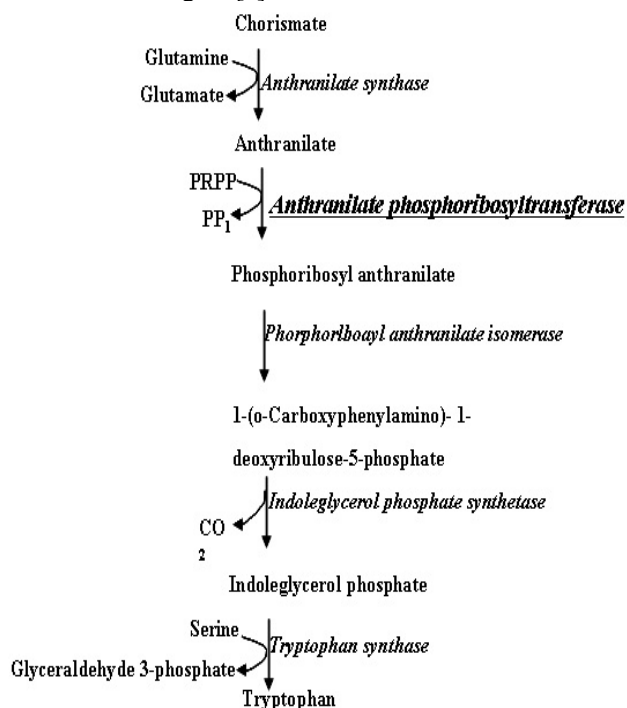 Chorismate
Glutamine
Anthranilate synthase
Glutamate
Anthranilate
PRPP
Anthranilate phosphoribosyltransferase
PP1
Phosphoribosyl anthranilate
Phorphorlboayl anthranilate isomerase
1-(o-Carboxyphenylamino)- 1-
deoxyribulose-5-phosphate
Indoleglycerol phosphate synthetase
CO
2
Indoleglycerol phosphate
Serine
Tryptophan synthase
Glyceraldehyde 3-phosphate
Tryptophan